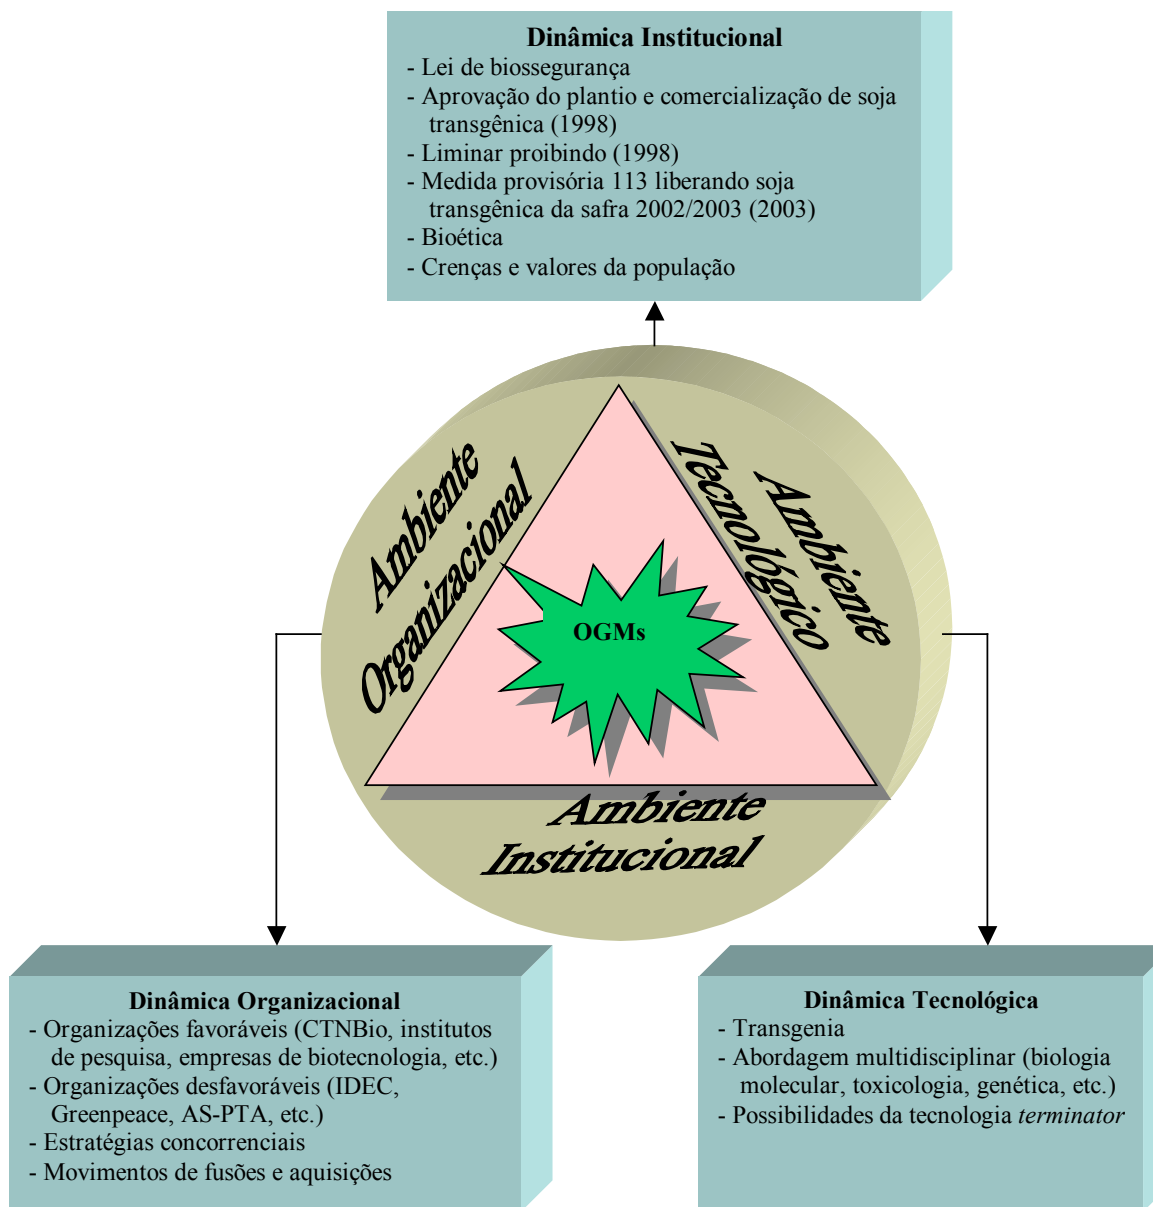 Dinâmica Institucional
- Lei de biossegurança
- Aprovação do plantio e comercialização de soja
transgênica (1998)
- Liminar proibindo (1998)
- Medida provisória 113 liberando soja
transgênica da safra 2002/2003 (2003)
- Bioética
- Crenças e valores da população
Ambiente
Organizacional
Ambiente
Tecnológico
OGMs
Ambiente
Institucional
Dinâmica Organizacional
- Organizações favoráveis (CTNBio, institutos
de pesquisa, empresas de biotecnologia, etc.)
- Organizações desfavoráveis (IDEC,
Greenpeace, AS-PTA, etc.)
- Estratégias concorrenciais
- Movimentos de fusões e aquisições
Dinâmica Tecnológica
- Transgenia
- Abordagem multidisciplinar (biologia
molecular, toxicologia, genética, etc.)
- Possibilidades da tecnologia terminator